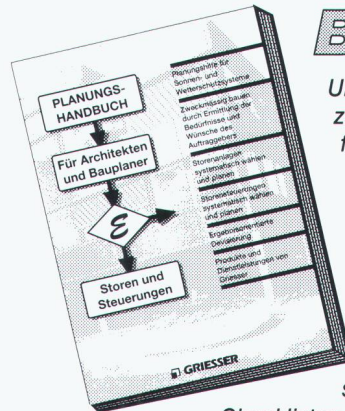 PLANUNGS-
HANDBUCH
Für Architekten
und Bauplaner
ε
Storen und
Steuerungen
Planungshilfe für
Sonnen- und
Wetterschutzsysteme
Zweckmässig bauen
durch Ermittlung der
Bedürfnisse und
Wünsche des
Auftraggebers
Storenanlagen
systematisch wählen
und planen
Storensteuerungen
systematisch wählen
und planen
Ergebnisorientierte
Devisierung
Produkte und
Dienstleistungen von
Griesser
GRIESSER